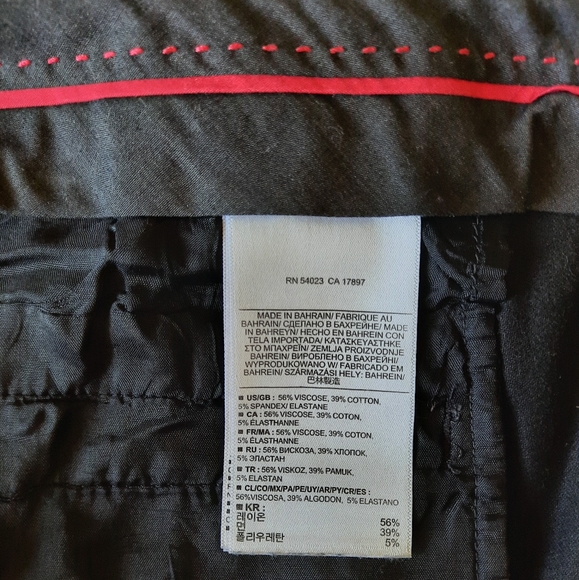 RN 54023 CA 17897
MADE IN BAHRAIN/ FABRIQUE AU
BAHRAIN/ СДЕЛАНО В БАХРЕЙНЕ/ MADE
IN BAHREYN/ HECHO EN BAHREIN CON
TELA IMPORTADA/ ΚΑΤΑΣΚΕΥΑΣΤΗΚΕ
ΣΤΟ ΜΠΑΧΡΕΪΝ/ ZEMLJA PROIZVODNJE
BAHREIN/ ВИРОБЛЕНО В БАХРЕЙНІ/
WYPRODUKOWANO W/ FABRICADO EM
BAHREIN/ SZÁRMAZÁSI HELY: BAHREIN/
巴林製造
US/GB: 56% VISCOSE, 39% COTTON,
5% SPANDEX/ ELASTANE
CA : 56% VISCOSE, 39% COTON,
5% ÉLASTHANNE
FR/MA : 56% VISCOSE, 39% COTON,
5% ÉLASTHANNE
RU : 56% ВИСКОЗА, 39% ХЛОПОК,
5% ЭЛАСТАН
TR : 56% VISKOZ, 39% PAMUK,
5% ELASTAN
CL/CO/MX/PA/PE/UY/AR/PY/CR/ES :
56%VISCOSA, 39% ALGODON, 5% ELASTANO
KR :
레이온 56%
면 39%
폴리우레탄 5%